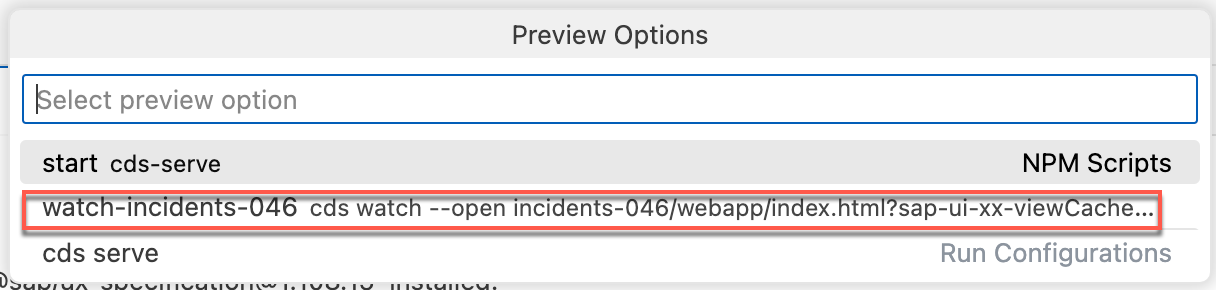 Preview Options
Select preview option
start cds-serve NPM Scripts
watch-incidents-046 cds watch --open incidents-046/webapp/index.html?sap-ui-xx-viewCache...
cds serve Run Configurations
installed.